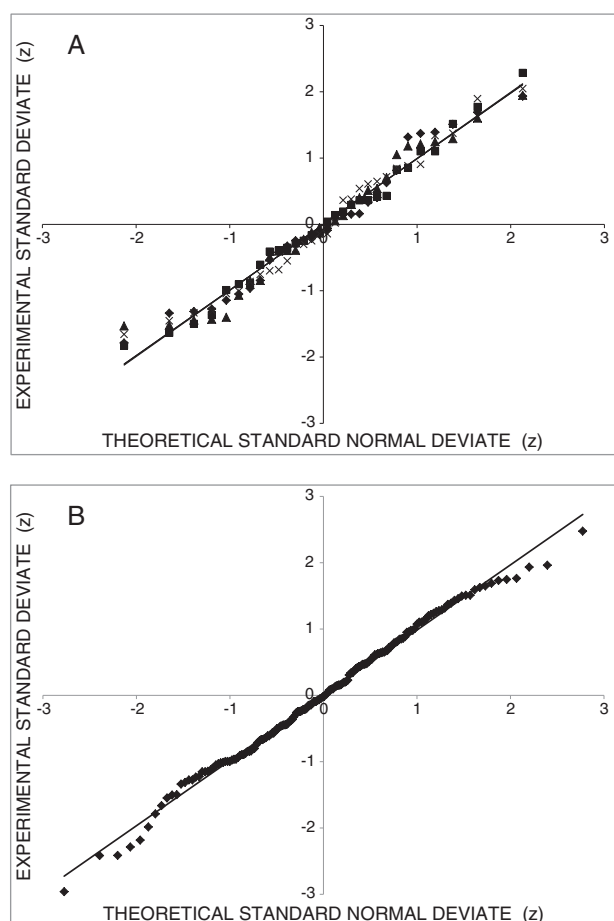 A
EXPERIMENTAL STANDARD DEVIATE (z)
3
2
1
0
-3 -2 -1 0 1 2 3
-1
-2
-3
THEORETICAL STANDARD NORMAL DEVIATE (z)
B
EXPERIMENTAL STANDARD DEVIATE (z)
3
2
1
0
-3 -2 -1 0 1 2 3
-1
-2
-3
THEORETICAL STANDARD NORMAL DEVIATE (z)